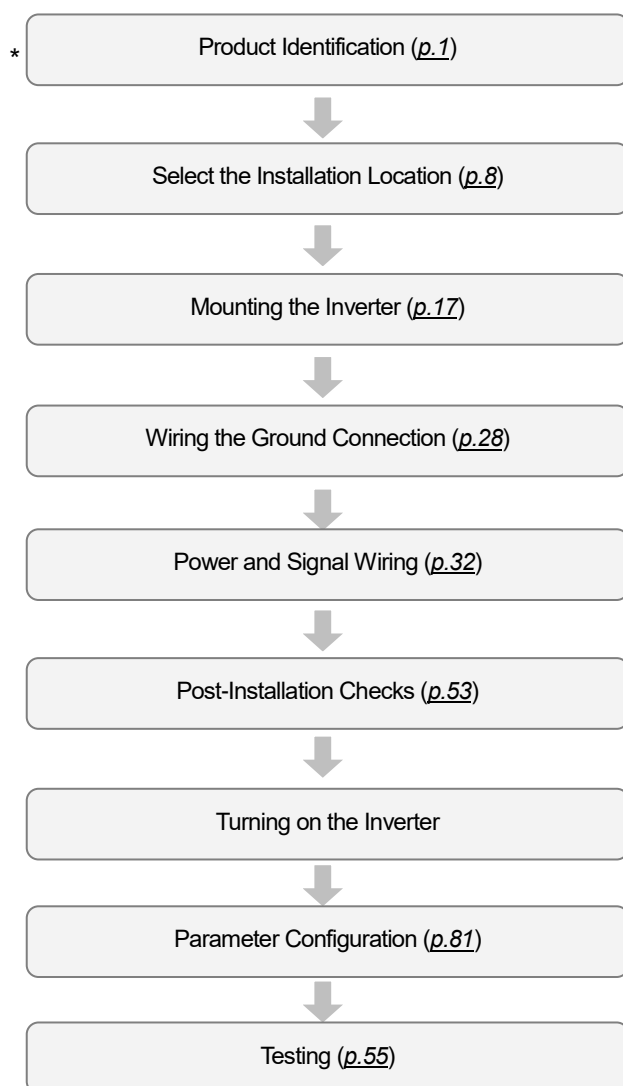 * Product Identification (p.1)
Select the Installation Location (p.8)
Mounting the Inverter (p.17)
Wiring the Ground Connection (p.28)
Power and Signal Wiring (p.32)
Post-Installation Checks (p.53)
Turning on the Inverter
Parameter Configuration (p.81)
Testing (p.55)